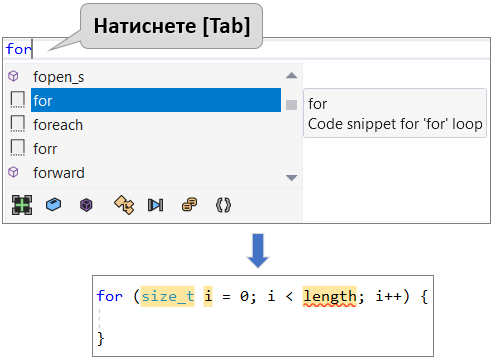 Натиснете [Tab]
for
fopen_s
for
foreach
forr
forward
for
Code snippet for 'for' loop
for (size_t i = 0; i < length; i++) {
}